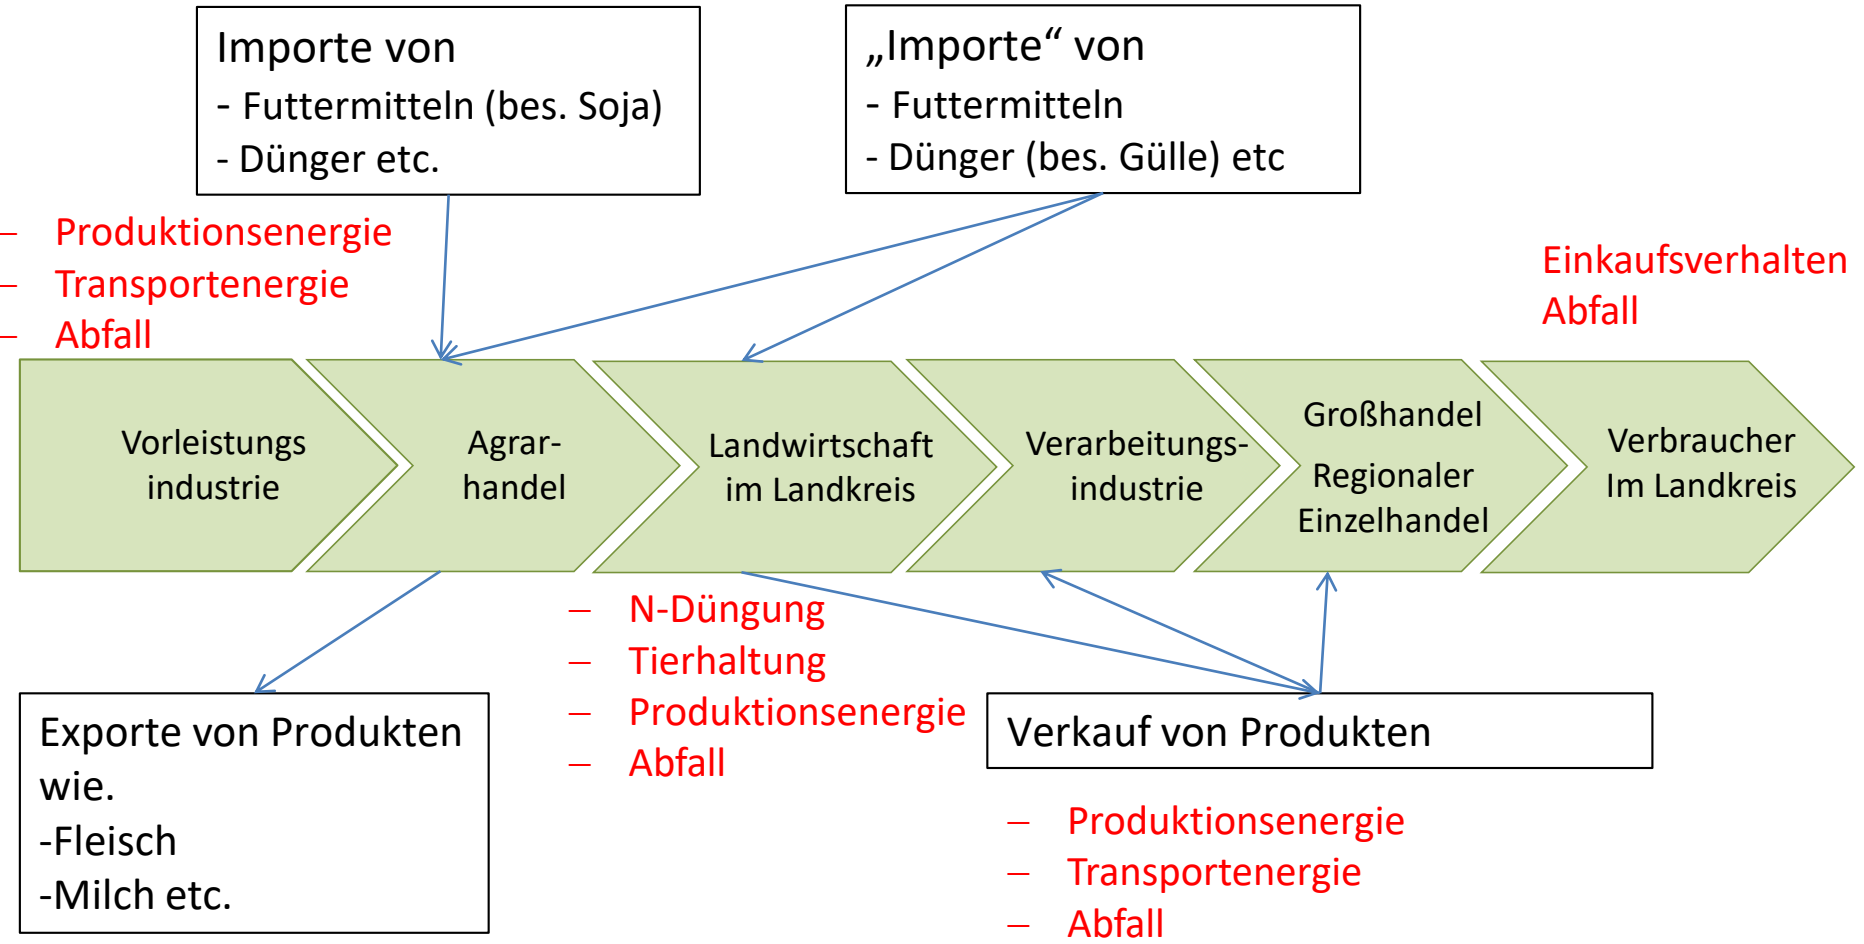 Importe von
- Futtermitteln (bes. Soja)
- Dünger etc.
„Importe“ von
- Futtermitteln
- Dünger (bes. Gülle) etc
– Produktionsenergie
– Transportenergie
– Abfall
Einkaufsverhalten
Abfall
Vorleistungs
industrie
Agrar-
handel
Landwirtschaft
im Landkreis
Verarbeitungs-
industrie
Großhandel
Regionaler
Einzelhandel
Verbraucher
Im Landkreis
– N-Düngung
– Tierhaltung
– Produktionsenergie
– Abfall
Exporte von Produkten
wie.
-Fleisch
-Milch etc.
Verkauf von Produkten
– Produktionsenergie
– Transportenergie
– Abfall